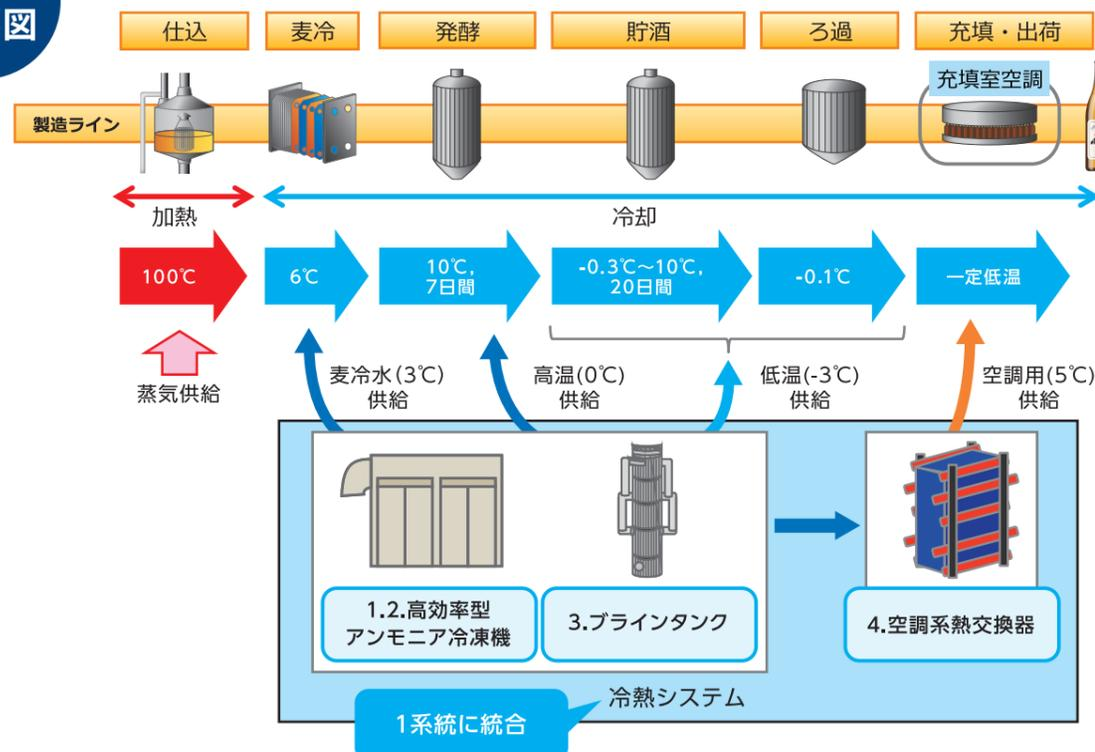 図
仕込
麦冷
発酵
貯酒
ろ過
充填・出荷
充填室空調
製造ライン
加熱
冷却
100℃
6℃
10℃,
7日間
-0.3℃～10℃,
20日間
-0.1℃
一定低温
蒸気供給
麦冷水(3℃)
供給
高温(0℃)
供給
低温(-3℃)
供給
空調用(5℃)
供給
1.2.高効率型
アンモニア冷凍機
3.ブラインタンク
4.空調系熱交換器
冷熱システム
1系統に統合